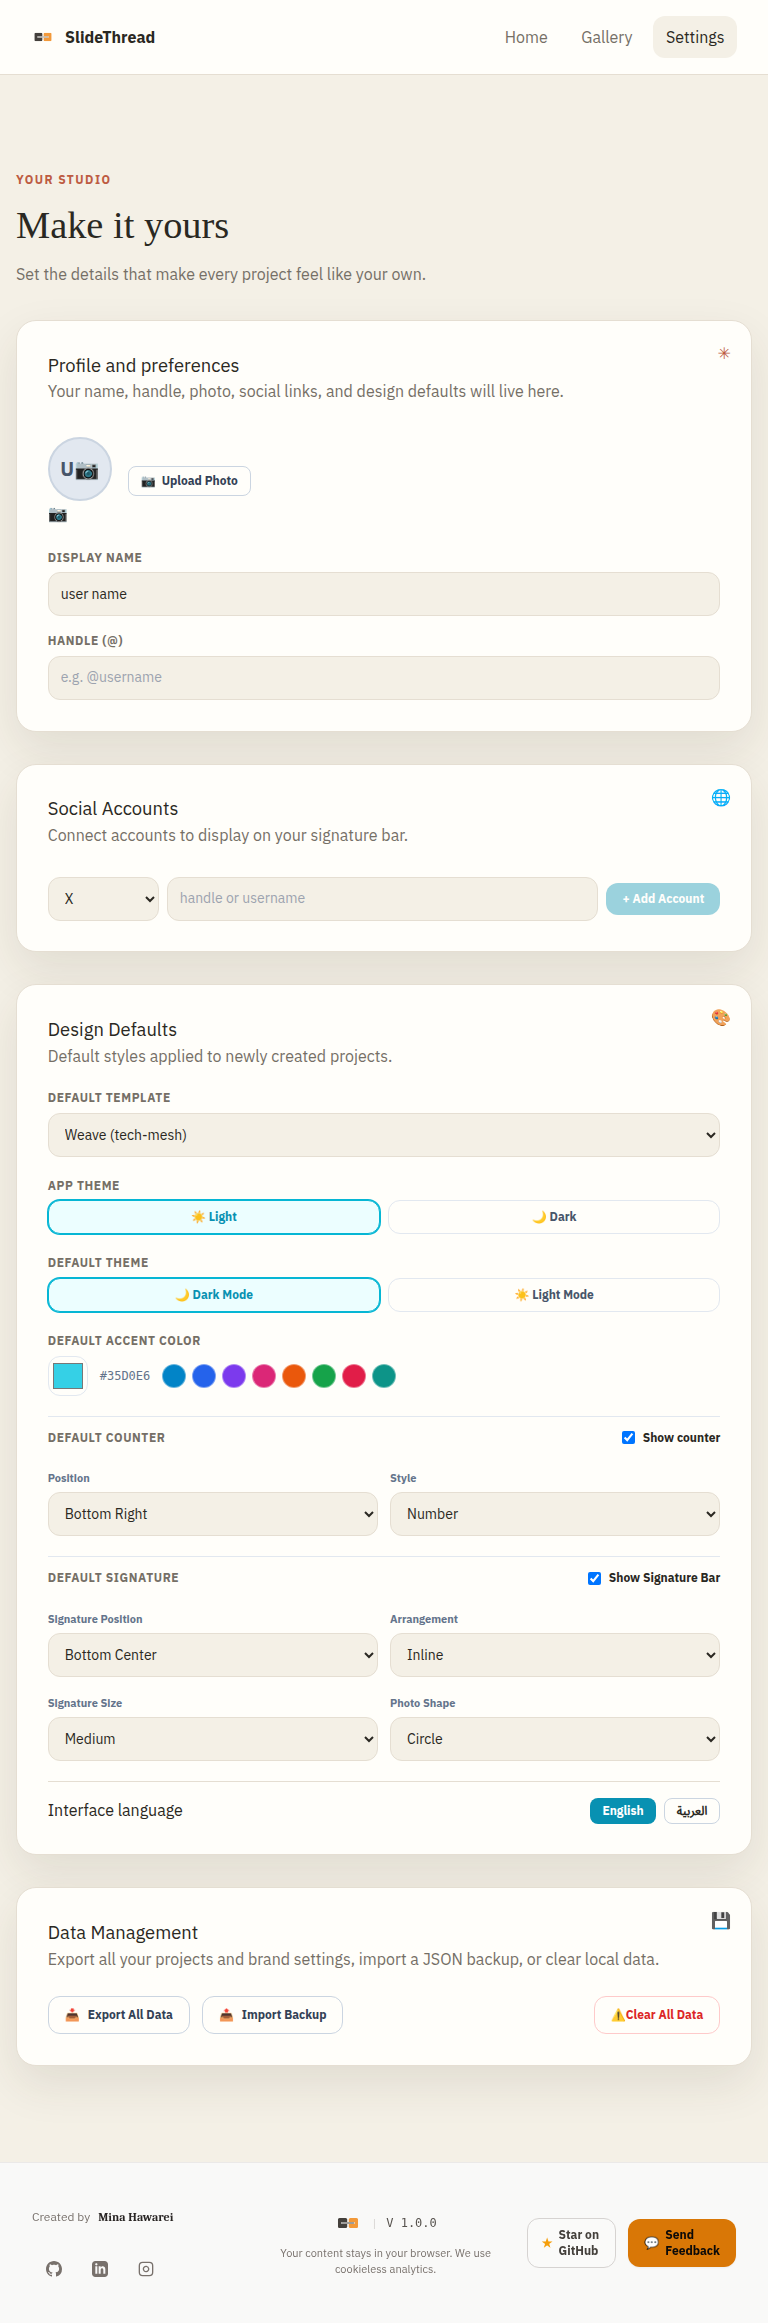 SlideThread
Home
Gallery
Settings
YOUR STUDIO
Make it yours
Set the details that make every project feel like your own.
Profile and preferences
Your name, handle, photo, social links, and design defaults will live here.
U
Upload Photo
DISPLAY NAME
user name
HANDLE (@)
e.g. @username
Social Accounts
Connect accounts to display on your signature bar.
X
handle or username
+ Add Account
Design Defaults
Default styles applied to newly created projects.
DEFAULT TEMPLATE
Weave (tech-mesh)
APP THEME
Light
Dark
DEFAULT THEME
Dark Mode
Light Mode
DEFAULT ACCENT COLOR
#35D0E6
DEFAULT COUNTER
Show counter
Position
Style
Bottom Right
Number
DEFAULT SIGNATURE
Show Signature Bar
Signature Position
Arrangement
Bottom Center
Inline
Signature Size
Photo Shape
Medium
Circle
Interface language
English
العربية
Data Management
Export all your projects and brand settings, import a JSON backup, or clear local data.
Export All Data
Import Backup
Clear All Data
Created by Mina Hawarei
V 1.0.0
Your content stays in your browser. We use
cookieless analytics.
Star on
GitHub
Send
Feedback